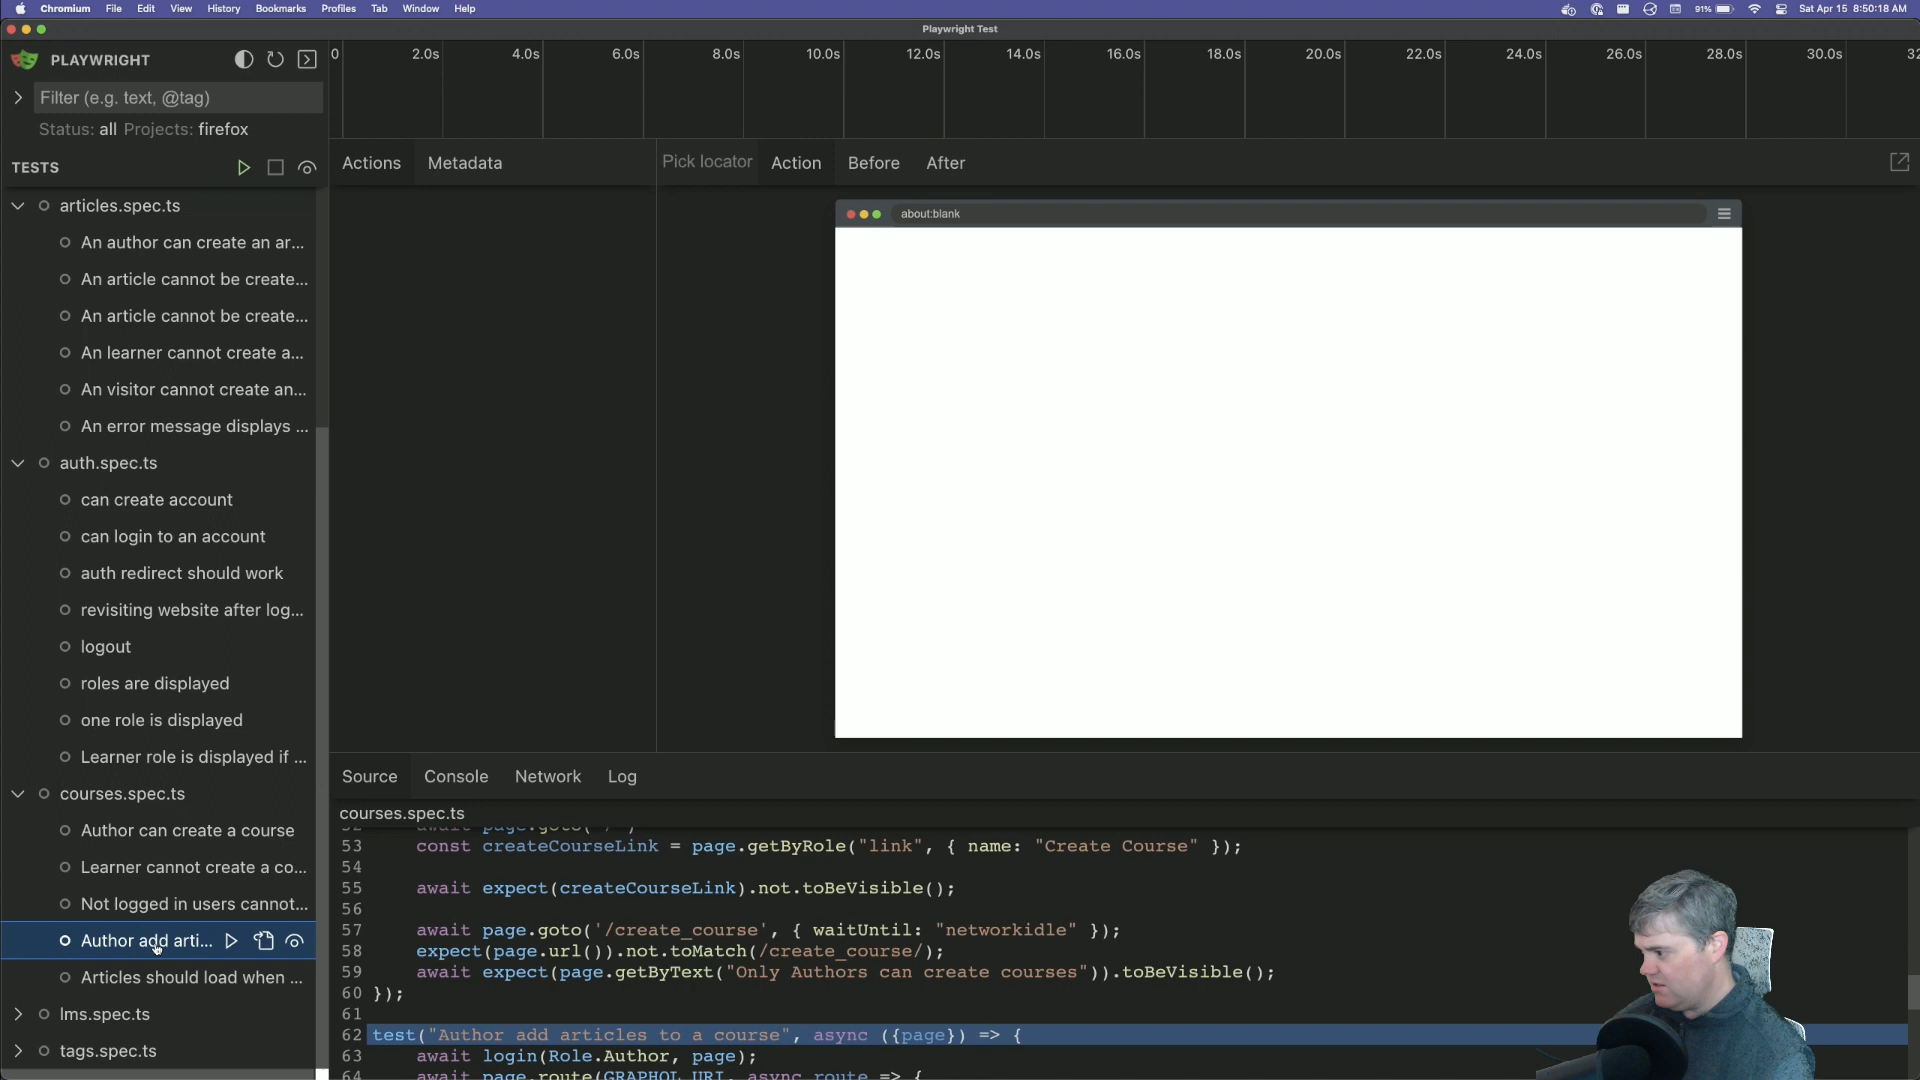 Chromium File Edit View History Bookmarks Profiles Tab Window Help 91% Sat Apr 15 8:50:18 AM
Playwright Test
PLAYWRIGHT
0 2.0s 4.0s 6.0s 8.0s 10.0s 12.0s 14.0s 16.0s 18.0s 20.0s 22.0s 24.0s 26.0s 28.0s 30.0s 32
Filter (e.g. text, @tag)
Status: all Projects: firefox
TESTS
Actions Metadata
Pick locator Action Before After
about:blank
articles.spec.ts
An author can create an ar...
An article cannot be create...
An article cannot be create...
An learner cannot create a...
An visitor cannot create an...
An error message displays ...
auth.spec.ts
can create account
can login to an account
auth redirect should work
revisiting website after log...
logout
roles are displayed
one role is displayed
Learner role is displayed if ...
courses.spec.ts
Author can create a course
Learner cannot create a co...
Not logged in users cannot...
Author add arti...
Articles should load when ...
lms.spec.ts
tags.spec.ts
Source Console Network Log
courses.spec.ts
53 const createCourseLink = page.getByRole("link", { name: "Create Course" });
54
55 await expect(createCourseLink).not.toBeVisible();
56
57 await page.goto('/create_course', { waitUntil: "networkidle" });
58 expect(page.url()).not.toMatch(/create_course/);
59 await expect(page.getByText("Only Authors can create courses")).toBeVisible();
60 });
61
62 test("Author add articles to a course", async ({page}) => {
63 await login(Role.Author, page);
64 await page.route(GRAPHQL_URI, async route => {